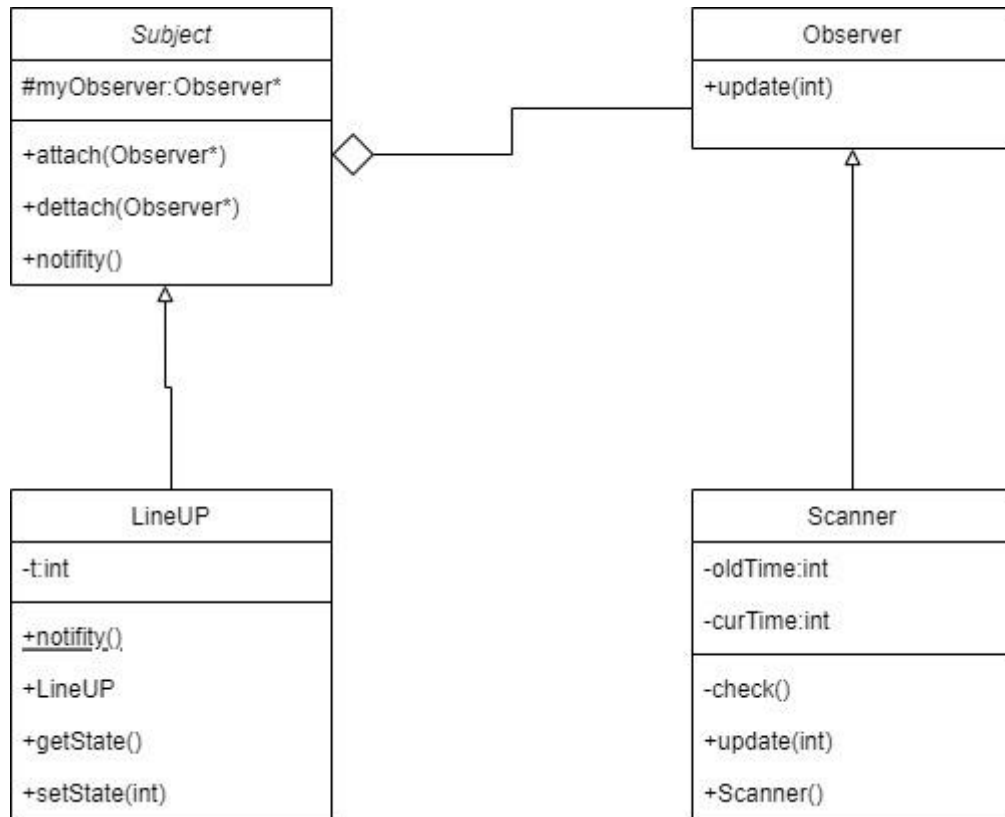 Subject
#myObserver:Observer*
+attach(Observer*)
+dettach(Observer*)
+notifity()
Observer
+update(int)
LineUP
-t:int
+notifity()
+LineUP
+getState()
+setState(int)
Scanner
-oldTime:int
-curTime:int
-check()
+update(int)
+Scanner()